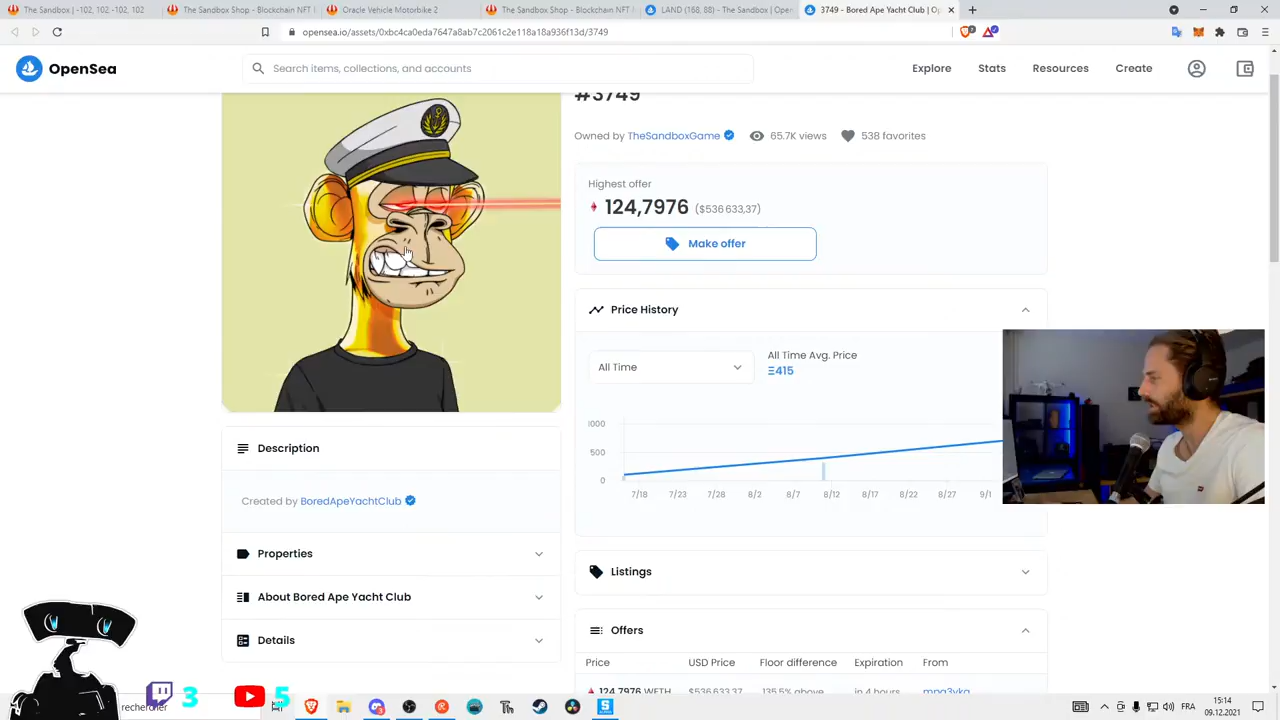 The Sandbox | -102, 102 -102, 102
The Sandbox Shop - Blockchain NFT
Oracle Vehicle Motorbike 2
The Sandbox Shop - Blockchain NFT
LAND (168, 88) - The Sandbox | Open
3749 - Bored Ape Yacht Club | O
opensea.io/assets/0xbc4ca0eda7647a8ab7c2061c2e118a18a936f13d/3749
OpenSea
Search items, collections, and accounts
Explore
Stats
Resources
Create
#3749
Owned by TheSandboxGame
65.7K views
538 favorites
Highest offer
124,7976 ($536 633,37)
Make offer
Price History
All Time
All Time Avg. Price
Ξ415
1000
500
0
7/18 7/23 7/28 8/2 8/7 8/12 8/17 8/22 8/27 9/1
Description
Created by BoredApeYachtClub
Properties
About Bored Ape Yacht Club
Details
Listings
Offers
Price USD Price Floor difference Expiration From
124,7976 WETH $536 633,37 135.5% above in 4 hours mpg3vkg
3
5
rechercher
FRA
15:14
09.12.2021